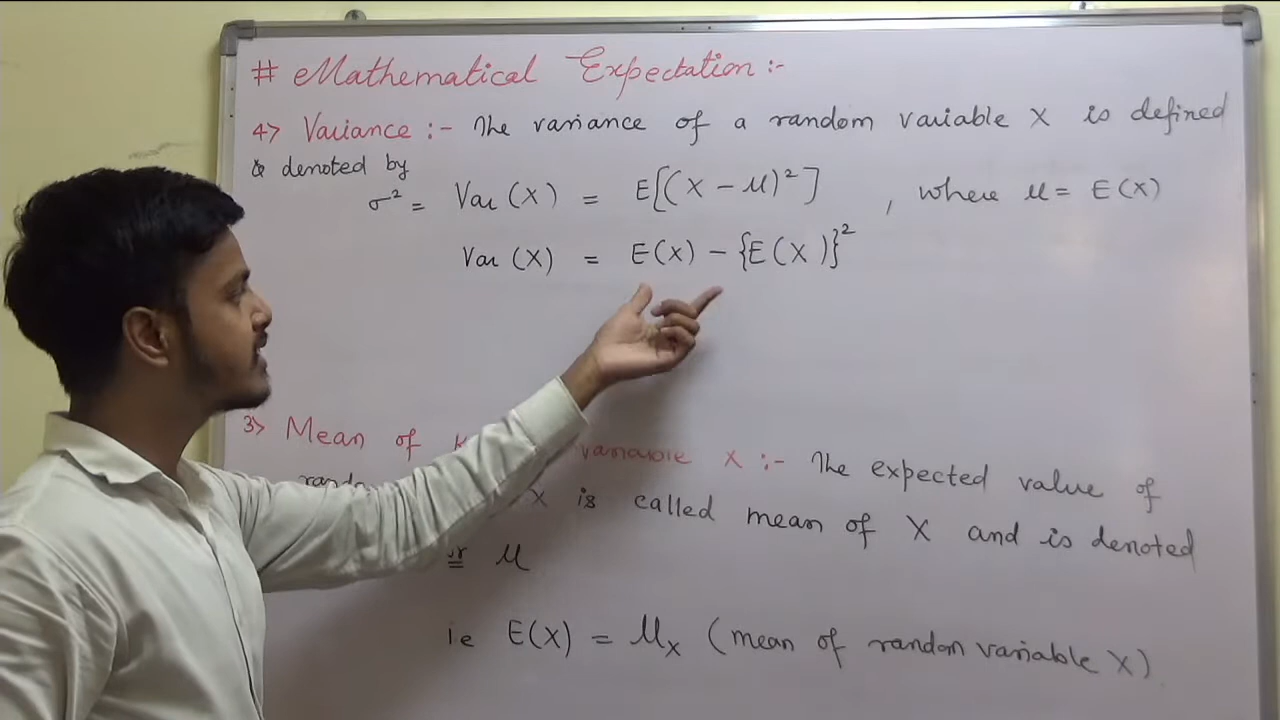 # Mathematical Expectation :-
4> Variance :- The variance of a random variable X is defined
& denoted by
σ² = Var (X) = E[(X - μ)²] , where μ = E(X)
Var (X) = E(x) - {E(X)}²
3> Mean of variable X :- The expected value of
X is called mean of X and is denoted
or μ
ie E(X) = μx (mean of random variable X)